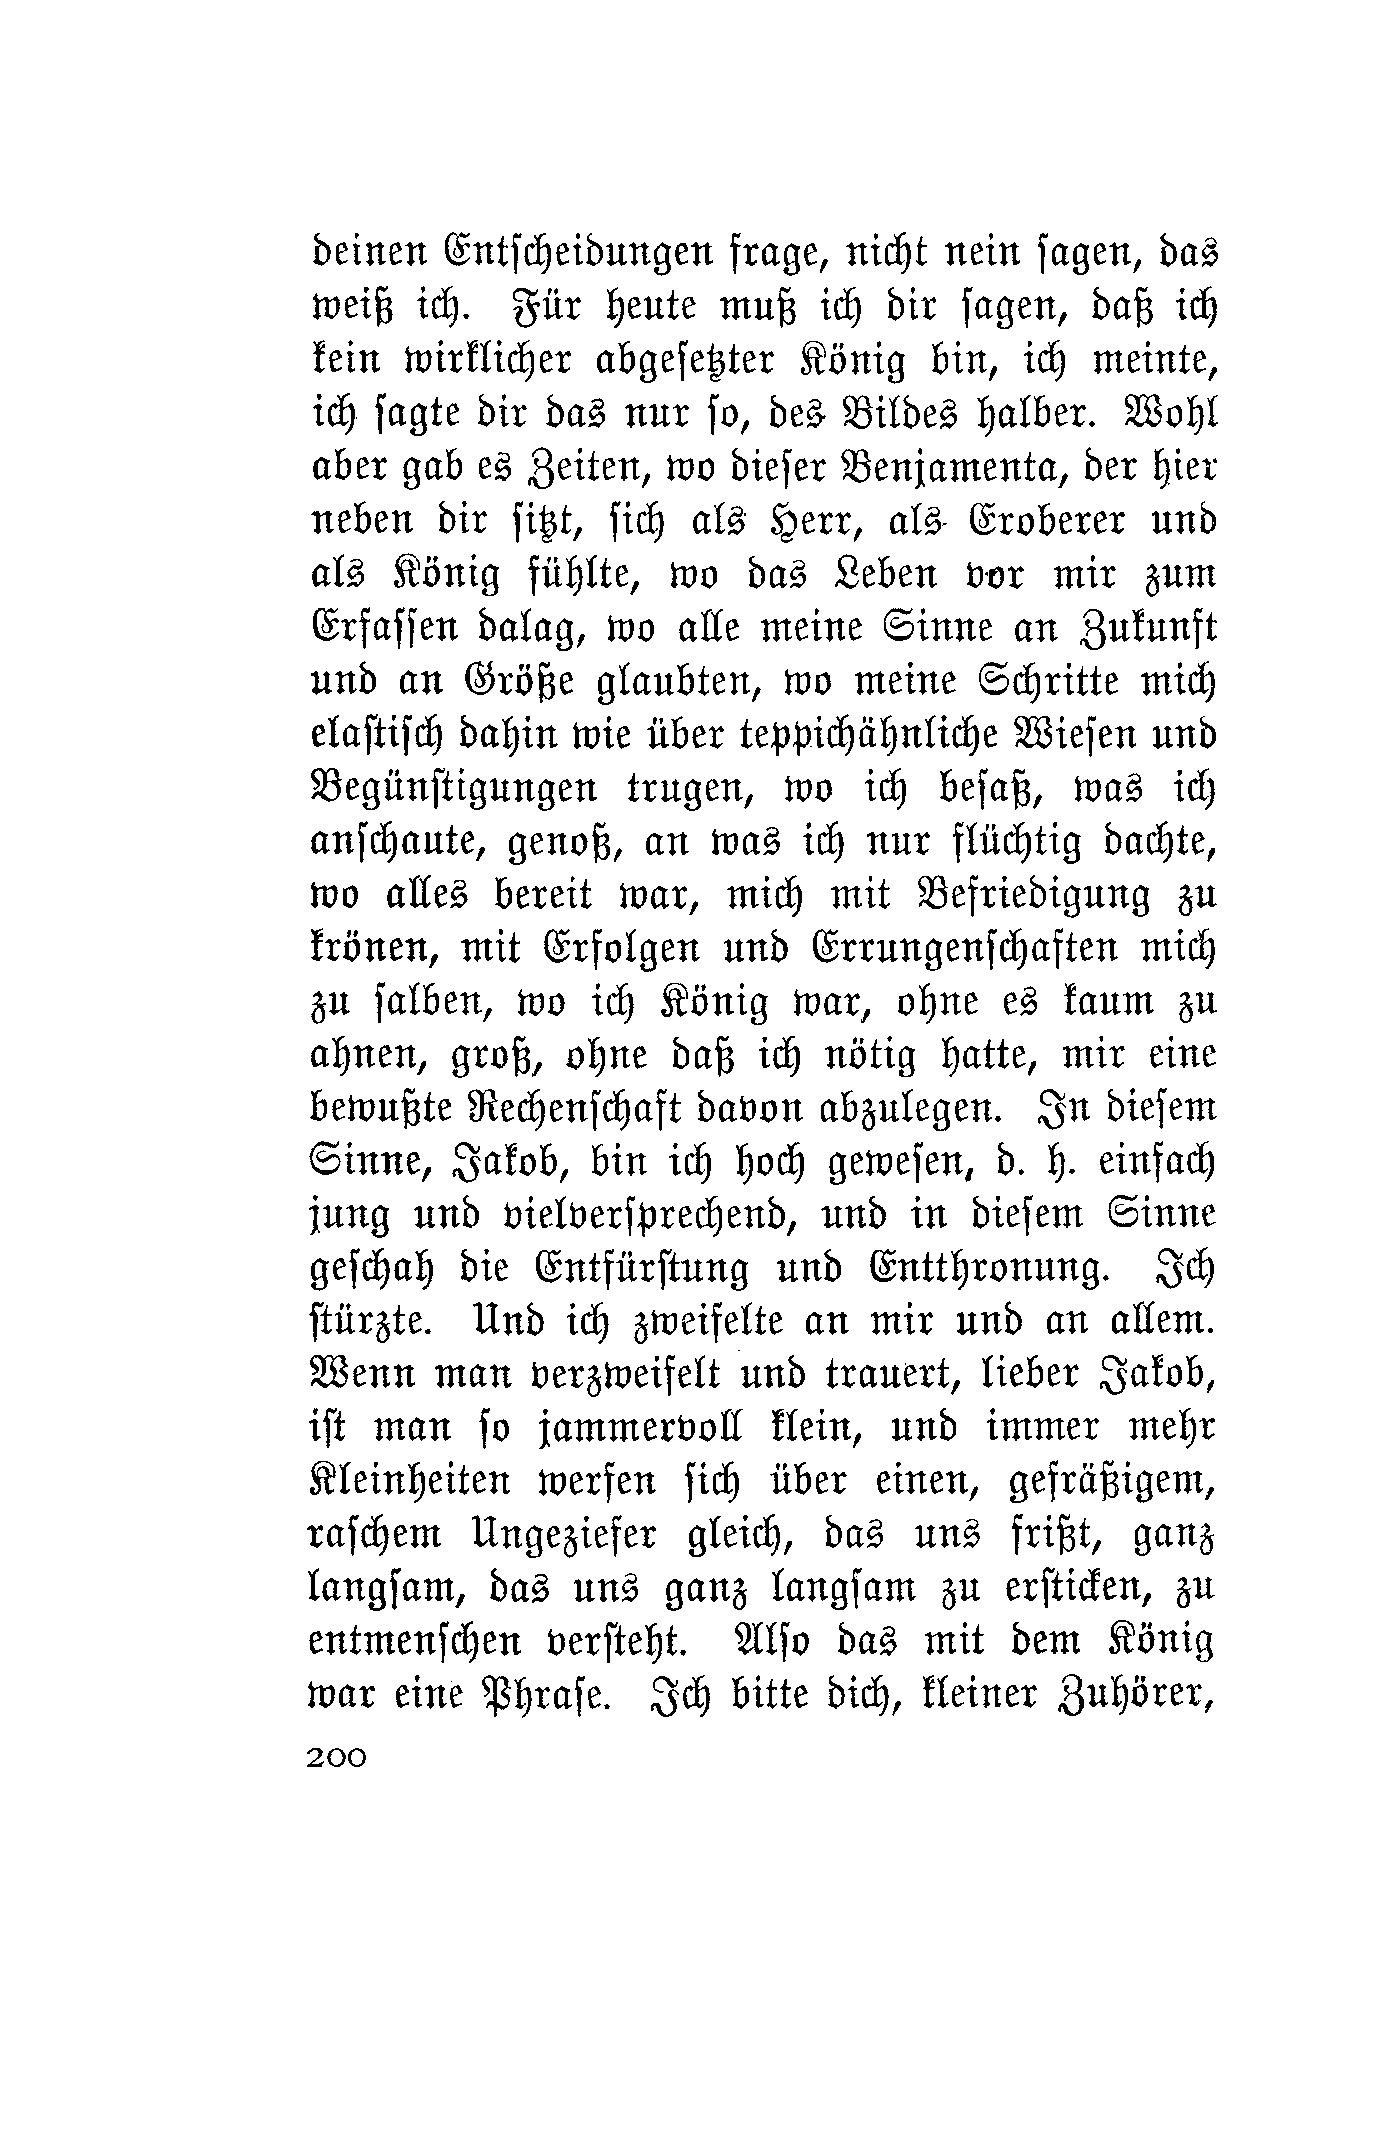 deinen Entscheidungen frage, nicht nein sagen, das
weiß ich. Für heute muß ich dir sagen, daß ich
kein wirklicher abgesetzter König bin, ich meinte,
ich sagte dir das nur so, des Bildes halber. Wohl
aber gab es Zeiten, wo dieser Benjamenta, der hier
neben dir sitzt, sich als Herr, als Eroberer und
als König fühlte, wo das Leben vor mir zum
Erfassen dalag, wo alle meine Sinne an Zukunft
und an Größe glaubten, wo meine Schritte mich
elastisch dahin wie über teppichähnliche Wiesen und
Begünstigungen trugen, wo ich besaß, was ich
anschaute, genoß, an was ich nur flüchtig dachte,
wo alles bereit war, mich mit Befriedigung zu
krönen, mit Erfolgen und Errungenschaften mich
zu salben, wo ich König war, ohne es kaum zu
ahnen, groß, ohne daß ich nötig hatte, mir eine
bewußte Rechenschaft davon abzulegen. In diesem
Sinne, Jakob, bin ich hoch gewesen, d. h. einfach
jung und vielversprechend, und in diesem Sinne
geschah die Entfürstung und Entthronung. Ich
stürzte. Und ich zweifelte an mir und an allem.
Wenn man verzweifelt und trauert, lieber Jakob,
ist man so jammervoll klein, und immer mehr
Kleinheiten werfen sich über einen, gefräßigem,
raschem Ungeziefer gleich, das uns frißt, ganz
langsam, das uns ganz langsam zu ersticken, zu
entmenschen versteht. Also das mit dem König
war eine Phrase. Ich bitte dich, kleiner Zuhörer,
200